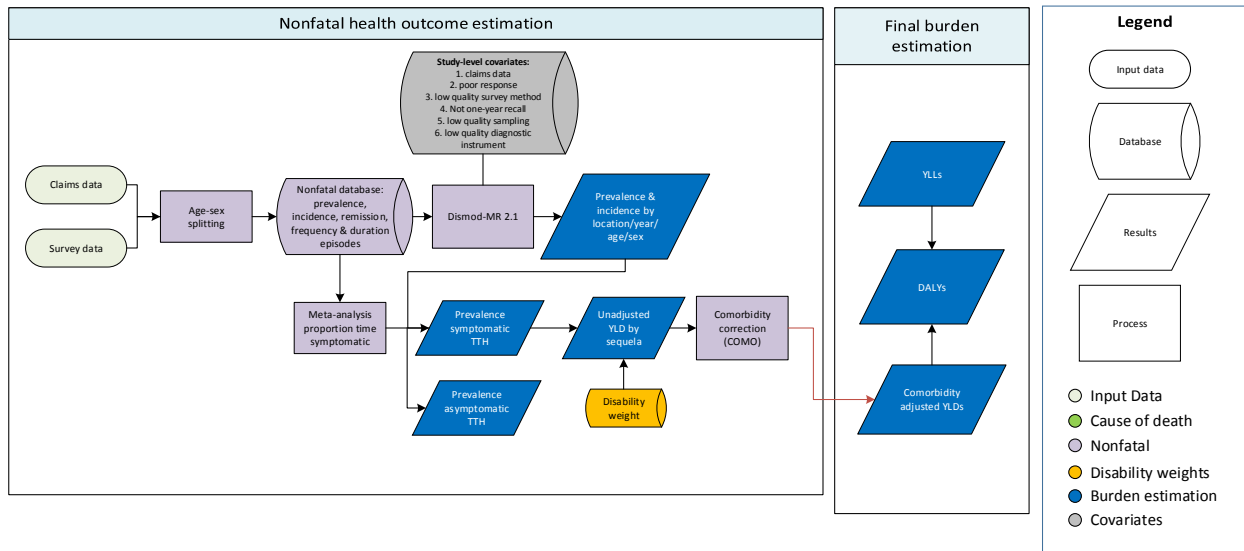 Nonfatal health outcome estimation
Study-level covariates:
1. claims data
2. poor response
3. low quality survey method
4. Not one-year recall
5. low quality sampling
6. low quality diagnostic
instrument
Claims data
Survey data
Age-sex
splitting
Nonfatal database:
prevalence,
incidence, remission,
frequency & duration
episodes
Dismod-MR 2.1
Prevalence &
incidence by
location/year/
age/sex
Meta-analysis
proportion time
symptomatic
Prevalence
symptomatic
TTH
Unadjusted
YLD by
sequela
Comorbidity
correction
(COMO)
Prevalence
asymptomatic
TTH
Disability
weight
Final burden
estimation
YLLs
DALYs
Comorbidity
adjusted YLDs
Legend
Input data
Database
Results
Process
Input Data
Cause of death
Nonfatal
Disability weights
Burden estimation
Covariates